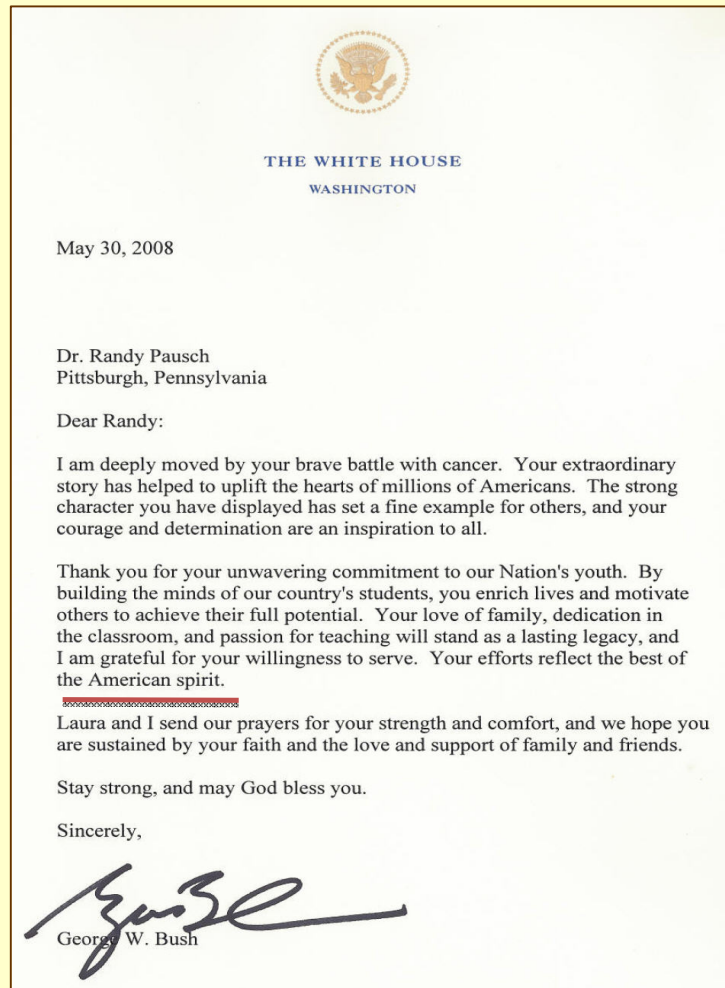 THE WHITE HOUSE
WASHINGTON
May 30, 2008
Dr. Randy Pausch
Pittsburgh, Pennsylvania
Dear Randy:
I am deeply moved by your brave battle with cancer.  Your extraordinary
story has helped to uplift the hearts of millions of Americans.  The strong
character you have displayed has set a fine example for others, and your
courage and determination are an inspiration to all.
Thank you for your unwavering commitment to our Nation's youth.  By
building the minds of our country's students, you enrich lives and motivate
others to achieve their full potential.  Your love of family, dedication in
the classroom, and passion for teaching will stand as a lasting legacy, and
I am grateful for your willingness to serve.  Your efforts reflect the best of
the American spirit.
Laura and I send our prayers for your strength and comfort, and we hope you
are sustained by your faith and the love and support of family and friends.
Stay strong, and may God bless you.
Sincerely,
George W. Bush